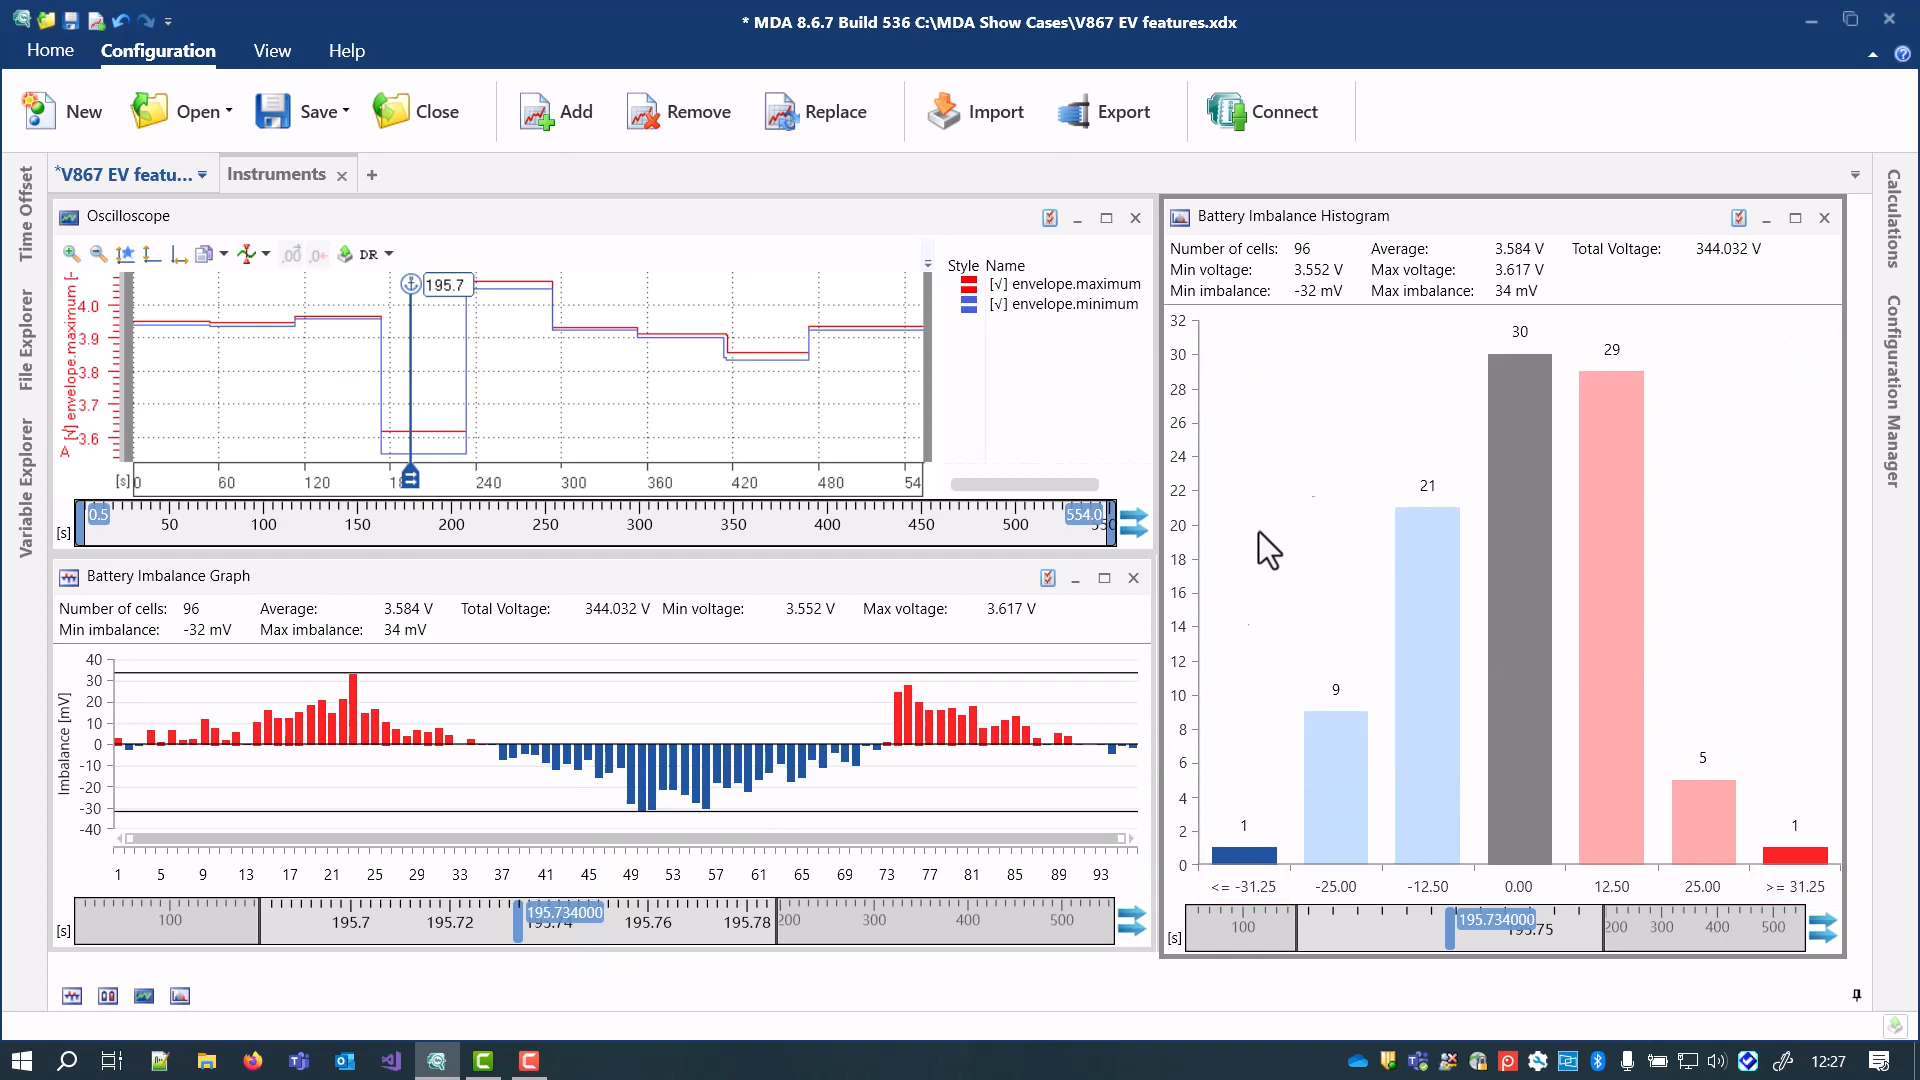 * MDA 8.6.7 Build 536 C:\MDA Show Cases\V867 EV features.xdx
Home Configuration View Help
New Open Save Close Add Remove Replace Import Export Connect
*V867 EV featu... Instruments +
Time Offset
File Explorer
Variable Explorer
Calculations
Configuration Manager
Oscilloscope
DR
A [√] envelope.maximum [-
4.0
3.9
3.8
3.7
3.6
195.7
Style Name
[√] envelope.maximum
[√] envelope.minimum
[s] 0 60 120 240 300 360 420 480 54
0.5 554.0
[s] 50 100 150 200 250 300 350 400 450 500
Battery Imbalance Graph
Number of cells: 96 Average: 3.584 V Total Voltage: 344.032 V Min voltage: 3.552 V Max voltage: 3.617 V
Min imbalance: -32 mV Max imbalance: 34 mV
Imbalance [mV]
40
30
20
10
0
-10
-20
-30
-40
1 5 9 13 17 21 25 29 33 37 41 45 49 53 57 61 65 69 73 77 81 85 89 93
195.734000
[s] 100 195.7 195.72 195.74 195.76 195.78 200 300 400 500
Battery Imbalance Histogram
Number of cells: 96 Average: 3.584 V Total Voltage: 344.032 V
Min voltage: 3.552 V Max voltage: 3.617 V
Min imbalance: -32 mV Max imbalance: 34 mV
32
30
28
26
24
22
20
18
16
14
12
10
8
6
4
2
0
1 9 21 30 29 5 1
<= -31.25 -25.00 -12.50 0.00 12.50 25.00 >= 31.25
195.734000
[s] 100 195.75 200 300 400 500
12:27